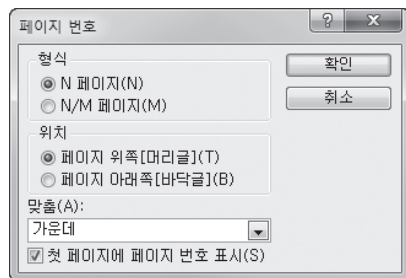 페이지 번호
형식
N 페이지(N)
N/M 페이지(M)
위치
페이지 위쪽[머리글](T)
페이지 아래쪽[바닥글](B)
맞춤(A):
가운데
첫 페이지에 페이지 번호 표시(S)
확인
취소